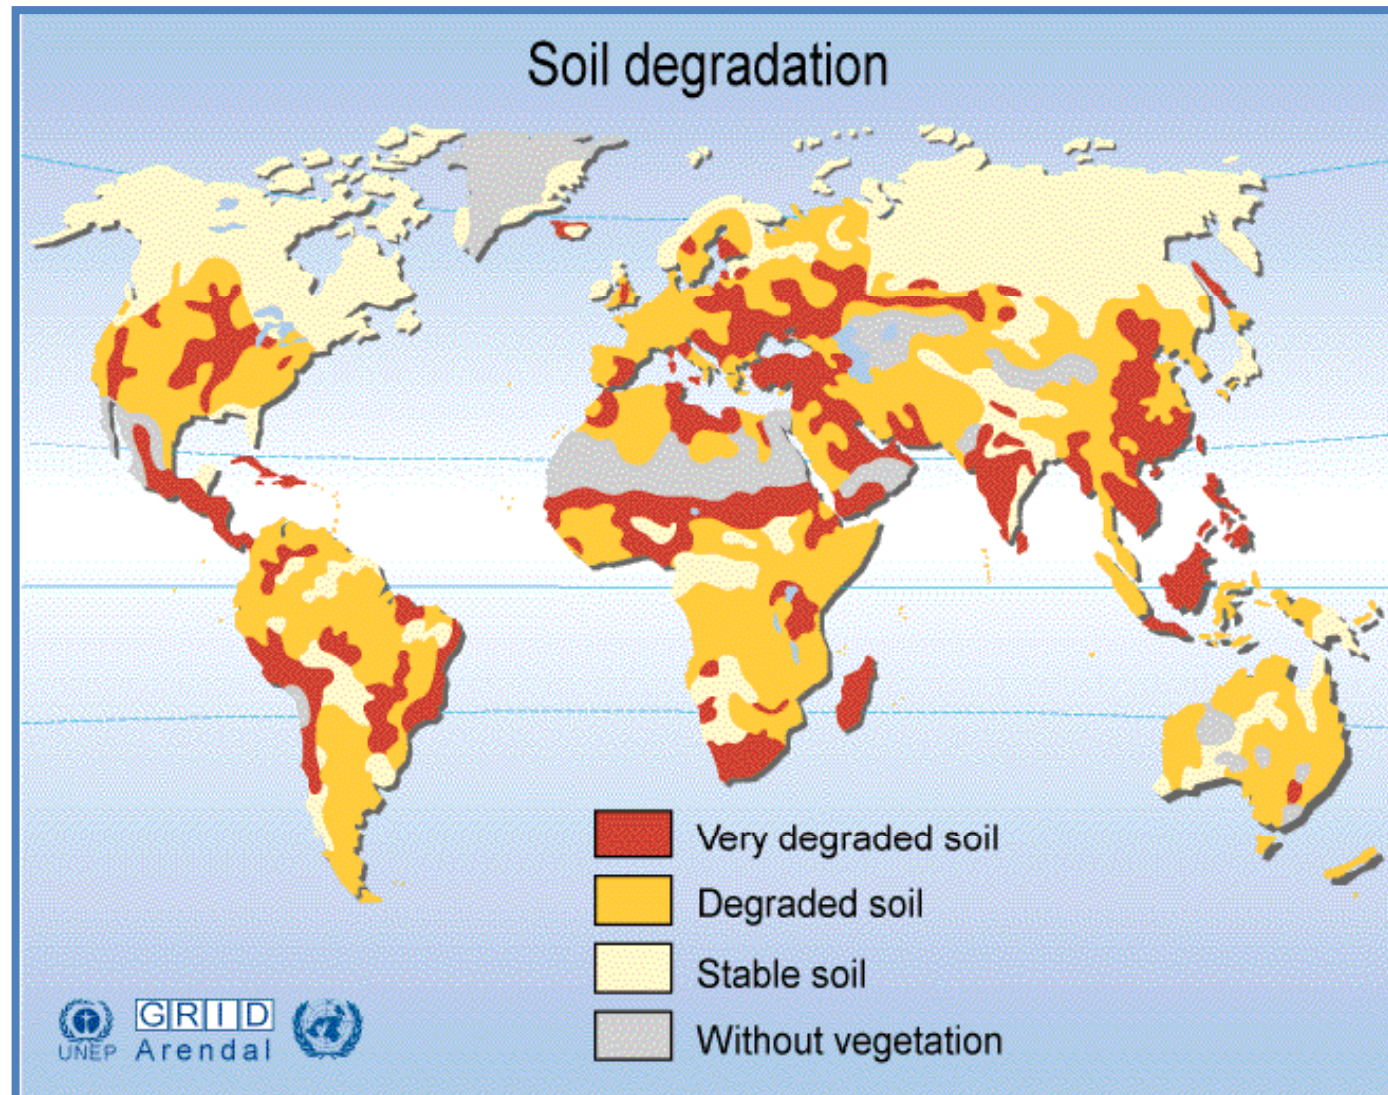 Soil degradation
Very degraded soil
Degraded soil
Stable soil
Without vegetation
UNEP
GRID
Arendal